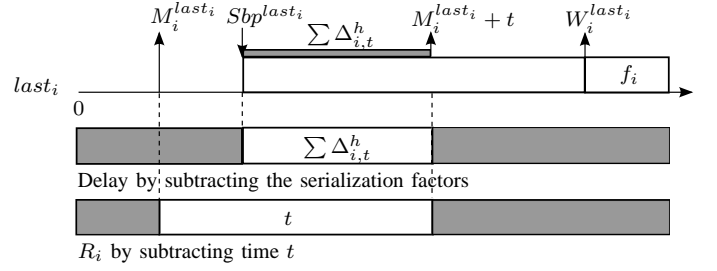 $M_i^{last_i}$ $Sbp^{last_i}$ $M_i^{last_i} + t$ $W_i^{last_i}$
$\sum \Delta_{i,t}^h$
$last_i$ $f_i$
0
$\sum \Delta_{i,t}^h$
Delay by subtracting the serialization factors
$t$
$R_i$ by subtracting time $t$